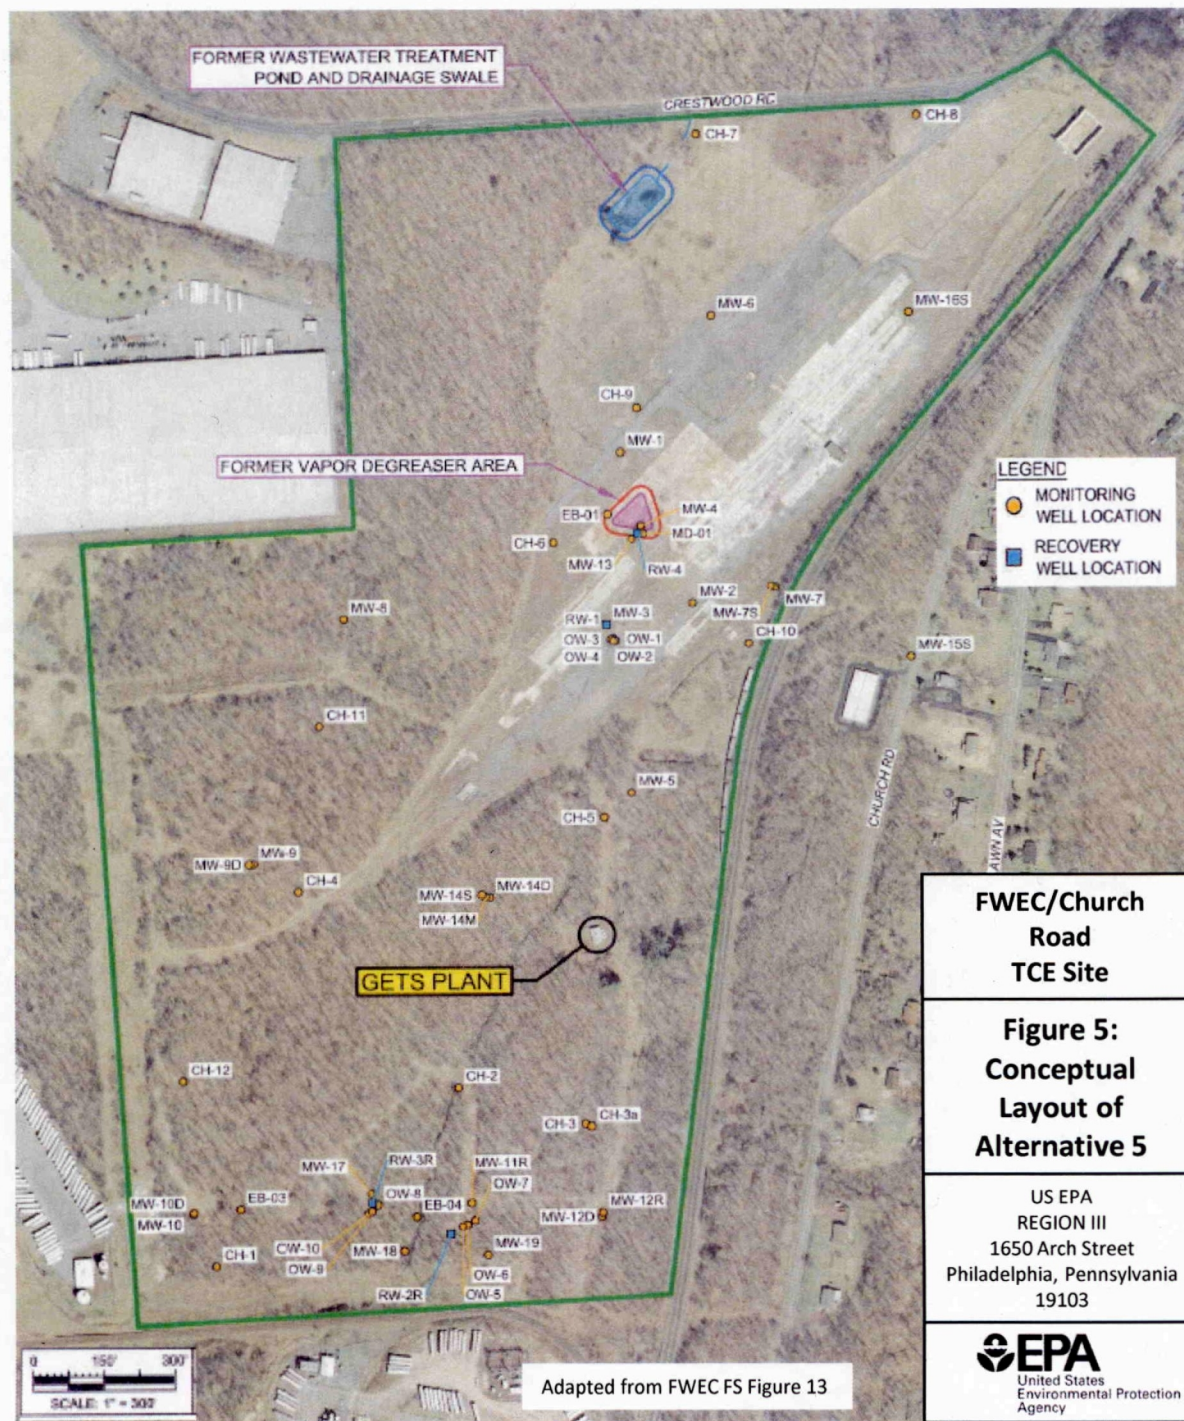 FORMER WASTEWATER TREATMENT
POND AND DRAINAGE SWALE
CRESTWOOD RD
CH-8
CH-7
MW-6
MW-16S
CH-9
MW-1
FORMER VAPOR DEGREASER AREA
LEGEND
MONITORING
WELL LOCATION
RECOVERY
WELL LOCATION
EB-01
MW-4
CH-6
MD-01
MW-13
RW-4
MW-8
MW-2
MW-7
MW-7S
RW-1
MW-3
OW-3
OW-1
CH-10
OW-4
OW-2
MW-15S
CH-11
MW-5
CH-5
CHURCH RD
AWN AV
MW-9D
MW-9
CH-4
MW-14S
MW-14D
MW-14M
GETS PLANT
CH-12
CH-2
CH-3
CH-3a
MW-17
RW-3R
MW-11R
OW-7
MW-10D
EB-03
OW-8
EB-04
MW-12R
MW-10
MW-12D
OW-10
MW-18
MW-19
CH-1
OW-9
OW-6
RW-2R
OW-5
FWEC/Church
Road
TCE Site
Figure 5:
Conceptual
Layout of
Alternative 5
US EPA
REGION III
1650 Arch Street
Philadelphia, Pennsylvania
19103
EPA
United States
Environmental Protection
Agency
0 150' 300'
SCALE: 1" = 300'
Adapted from FWEC FS Figure 13